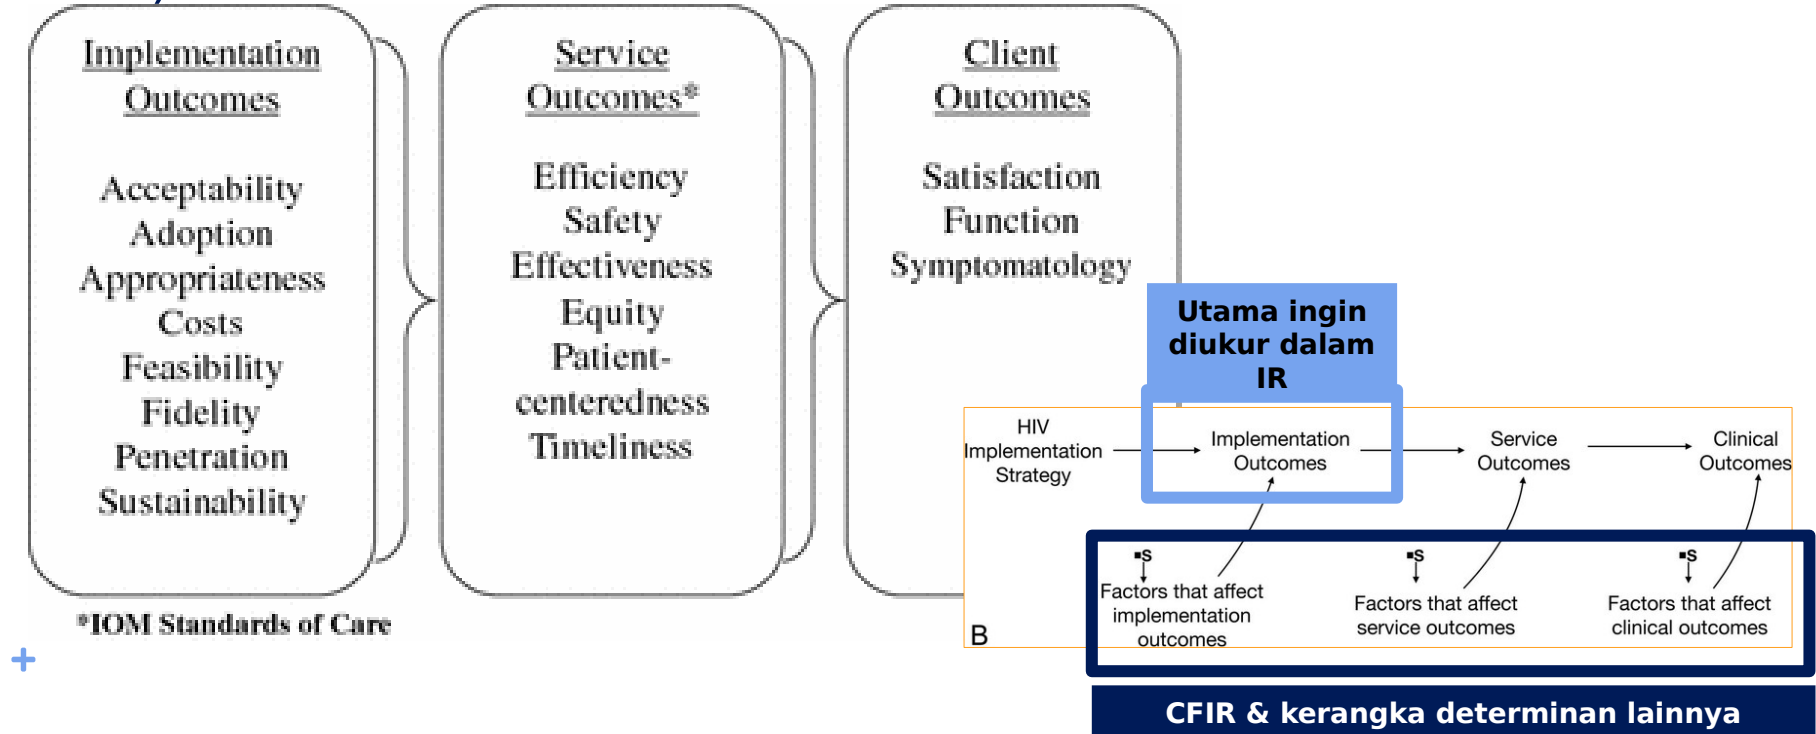 Implementation
Outcomes
Acceptability
Adoption
Appropriateness
Costs
Feasibility
Fidelity
Penetration
Sustainability
Service
Outcomes*
Efficiency
Safety
Effectiveness
Equity
Patient-
centeredness
Timeliness
Client
Outcomes
Satisfaction
Function
Symptomatology
*IOM Standards of Care
Utama ingin
diukur dalam
IR
HIV
Implementation
Strategy
Implementation
Outcomes
Service
Outcomes
Clinical
Outcomes
▪S
▪S
▪S
Factors that affect
implementation
outcomes
Factors that affect
service outcomes
Factors that affect
clinical outcomes
B
CFIR & kerangka determinan lainnya